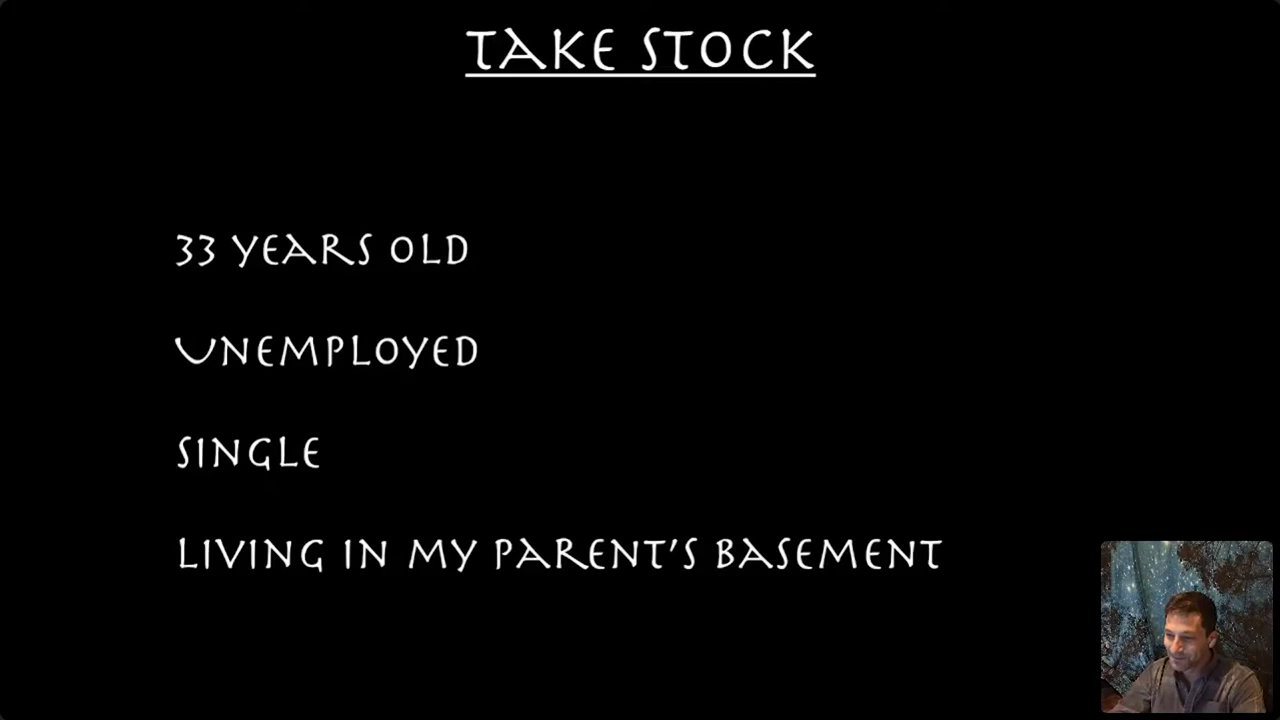 TAKE STOCK
33 YEARS OLD
UNEMPLOYED
SINGLE
LIVING IN MY PARENT'S BASEMENT